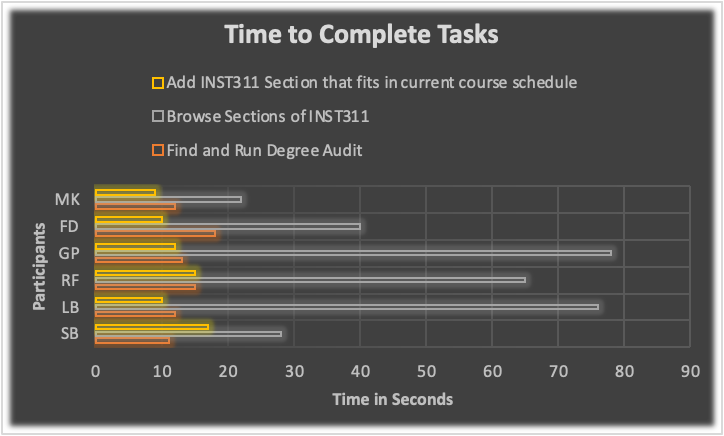 Time to Complete Tasks
Add INST311 Section that fits in current course schedule
Browse Sections of INST311
Find and Run Degree Audit
Participants
MK
FD
GP
RF
LB
SB
0 10 20 30 40 50 60 70 80 90
Time in Seconds